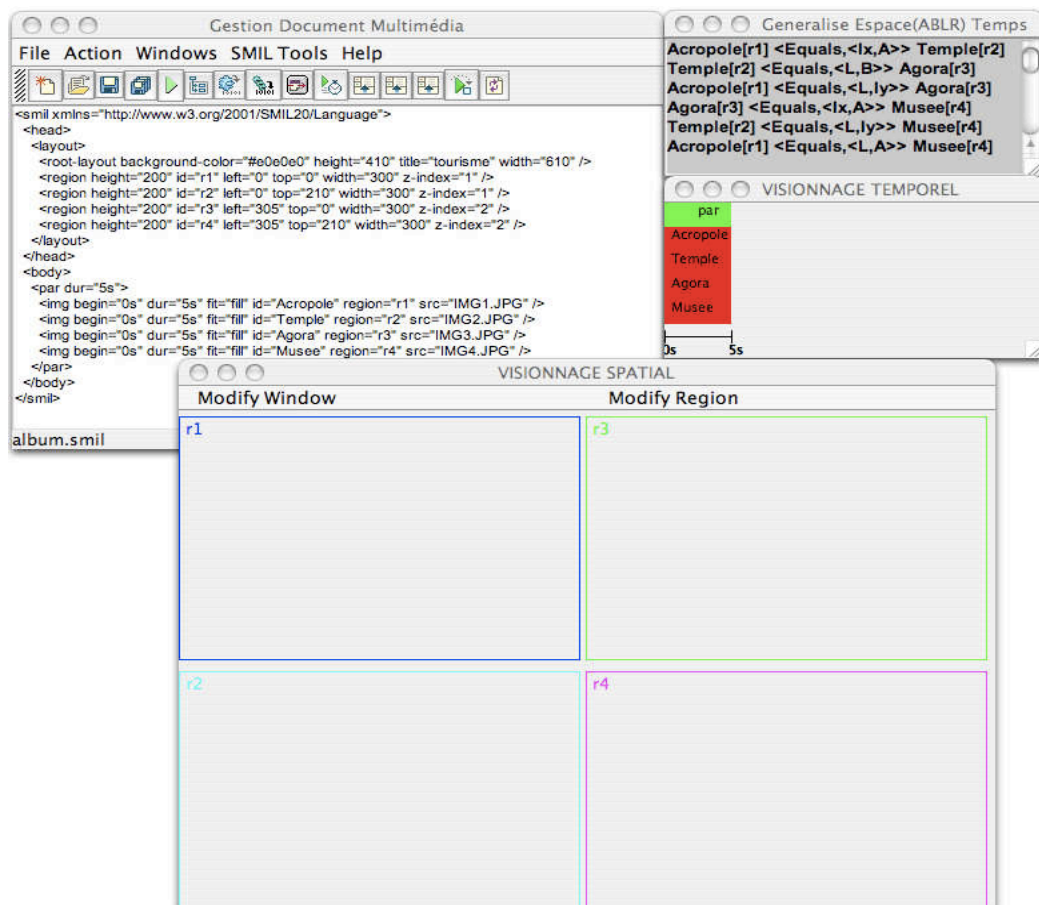 Gestion Document Multimédia
File Action Windows SMIL Tools Help
<smil xmlns="http://www.w3.org/2001/SMIL20/Language">
<head>
<layout>
<root-layout background-color="#e0e0e0" height="410" title="tourisme" width="610" />
<region height="200" id="r1" left="0" top="0" width="300" z-index="1" />
<region height="200" id="r2" left="0" top="210" width="300" z-index="1" />
<region height="200" id="r3" left="305" top="0" width="300" z-index="2" />
<region height="200" id="r4" left="305" top="210" width="300" z-index="2" />
</layout>
</head>
<body>
<par dur="5s">
<img begin="0s" dur="5s" fit="fill" id="Acropole" region="r1" src="IMG1.JPG" />
<img begin="0s" dur="5s" fit="fill" id="Temple" region="r2" src="IMG2.JPG" />
<img begin="0s" dur="5s" fit="fill" id="Agora" region="r3" src="IMG3.JPG" />
<img begin="0s" dur="5s" fit="fill" id="Musee" region="r4" src="IMG4.JPG" />
</par>
</body>
</smil>
album.smil
Generalise Espace(ABLR) Temps
Acropole[r1] <Equals,<Ix,A>> Temple[r2]
Temple[r2] <Equals,<L,B>> Agora[r3]
Acropole[r1] <Equals,<L,Iy>> Agora[r3]
Agora[r3] <Equals,<Ix,A>> Musee[r4]
Temple[r2] <Equals,<L,Iy>> Musee[r4]
Acropole[r1] <Equals,<L,A>> Musee[r4]
VISIONNAGE TEMPOREL
par
Acropole
Temple
Agora
Musee
0s 5s
VISIONNAGE SPATIAL
Modify Window Modify Region
r1 r3
r2 r4